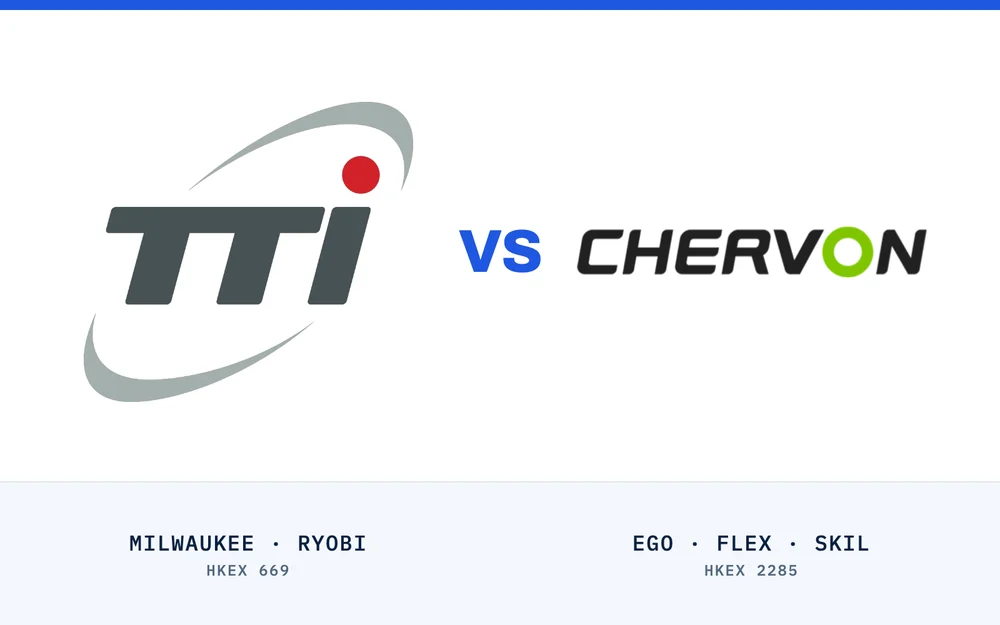 TTi
VS
CHERVON
MILWAUKEE · RYOBI
HKEX 669
EGO · FLEX · SKIL
HKEX 2285